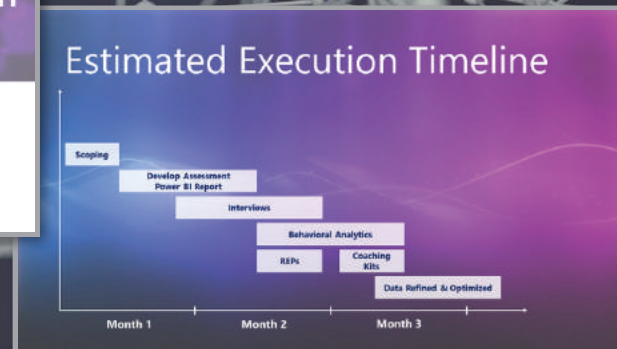 Estimated Execution Timeline
Scoping
Develop Assessment
Power BI Report
Interviews
Behavioral Analytics
REPs
Coaching
Kits
Data Refined & Optimized
Month 1
Month 2
Month 3